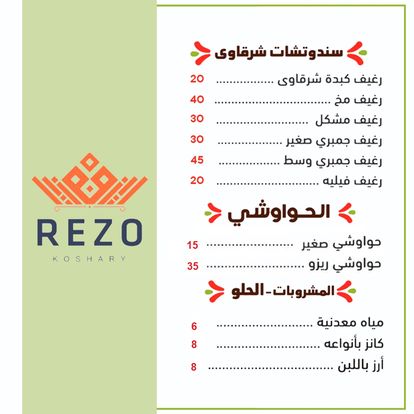 REZO
KOSHARY
سندوتشات شرقاوى
رغيف كبدة شرقاوى ................. 20
رغيف مخ .................................. 40
رغيف مشكل ........................... 30
رغيف جمبري صغير ................ 30
رغيف جمبري وسط .................. 45
رغيف فيليه .............................. 20
الحواوشي
حواوشي صغير ......................... 15
حواوشي ريزو ............................ 35
المشروبات - الحلو
مياه معدنية ............................ 6
كانز بأنواعه ............................. 8
أرز باللبن .................................... 8